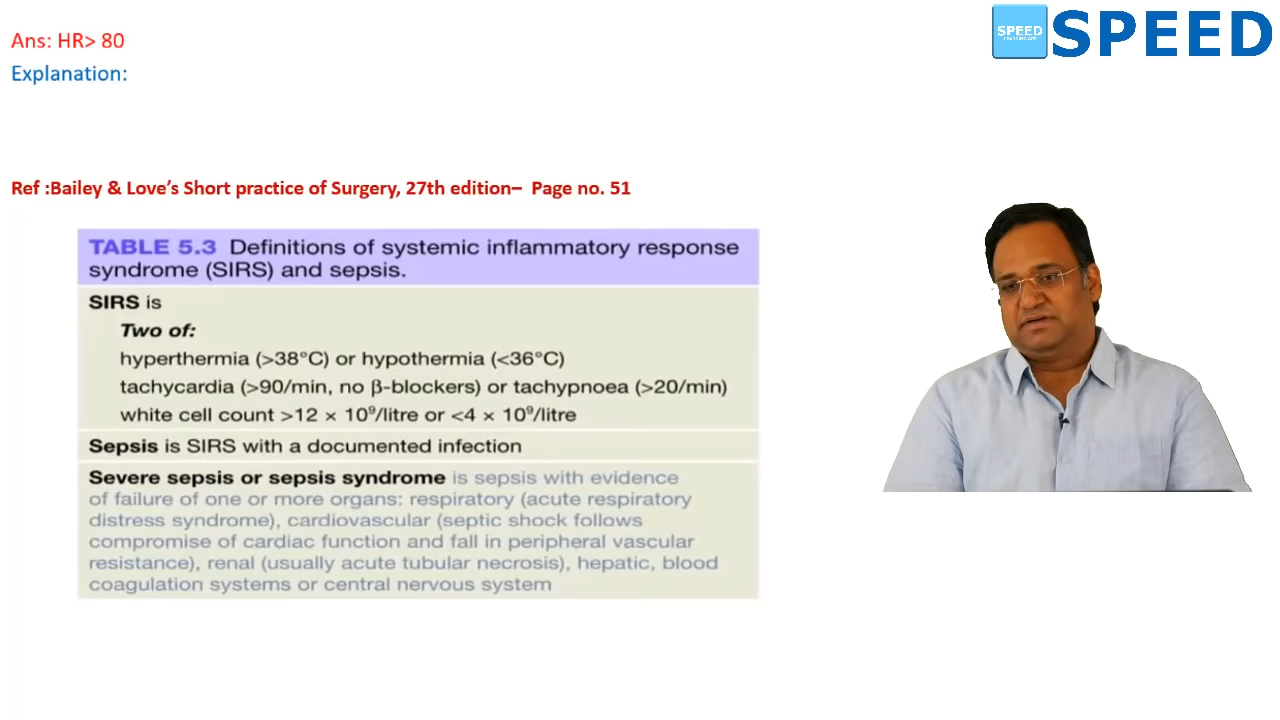 Ans: HR> 80
SPEED
LEARNING APP
SPEED
Explanation:
Ref :Bailey & Love's Short practice of Surgery, 27th edition– Page no. 51
TABLE 5.3 Definitions of systemic inflammatory response
syndrome (SIRS) and sepsis.
SIRS is
Two of:
hyperthermia (>38°C) or hypothermia (<36°C)
tachycardia (>90/min, no β-blockers) or tachypnoea (>20/min)
white cell count >12 × 10⁹/litre or <4 × 10⁹/litre
Sepsis is SIRS with a documented infection
Severe sepsis or sepsis syndrome is sepsis with evidence
of failure of one or more organs: respiratory (acute respiratory
distress syndrome), cardiovascular (septic shock follows
compromise of cardiac function and fall in peripheral vascular
resistance), renal (usually acute tubular necrosis), hepatic, blood
coagulation systems or central nervous system